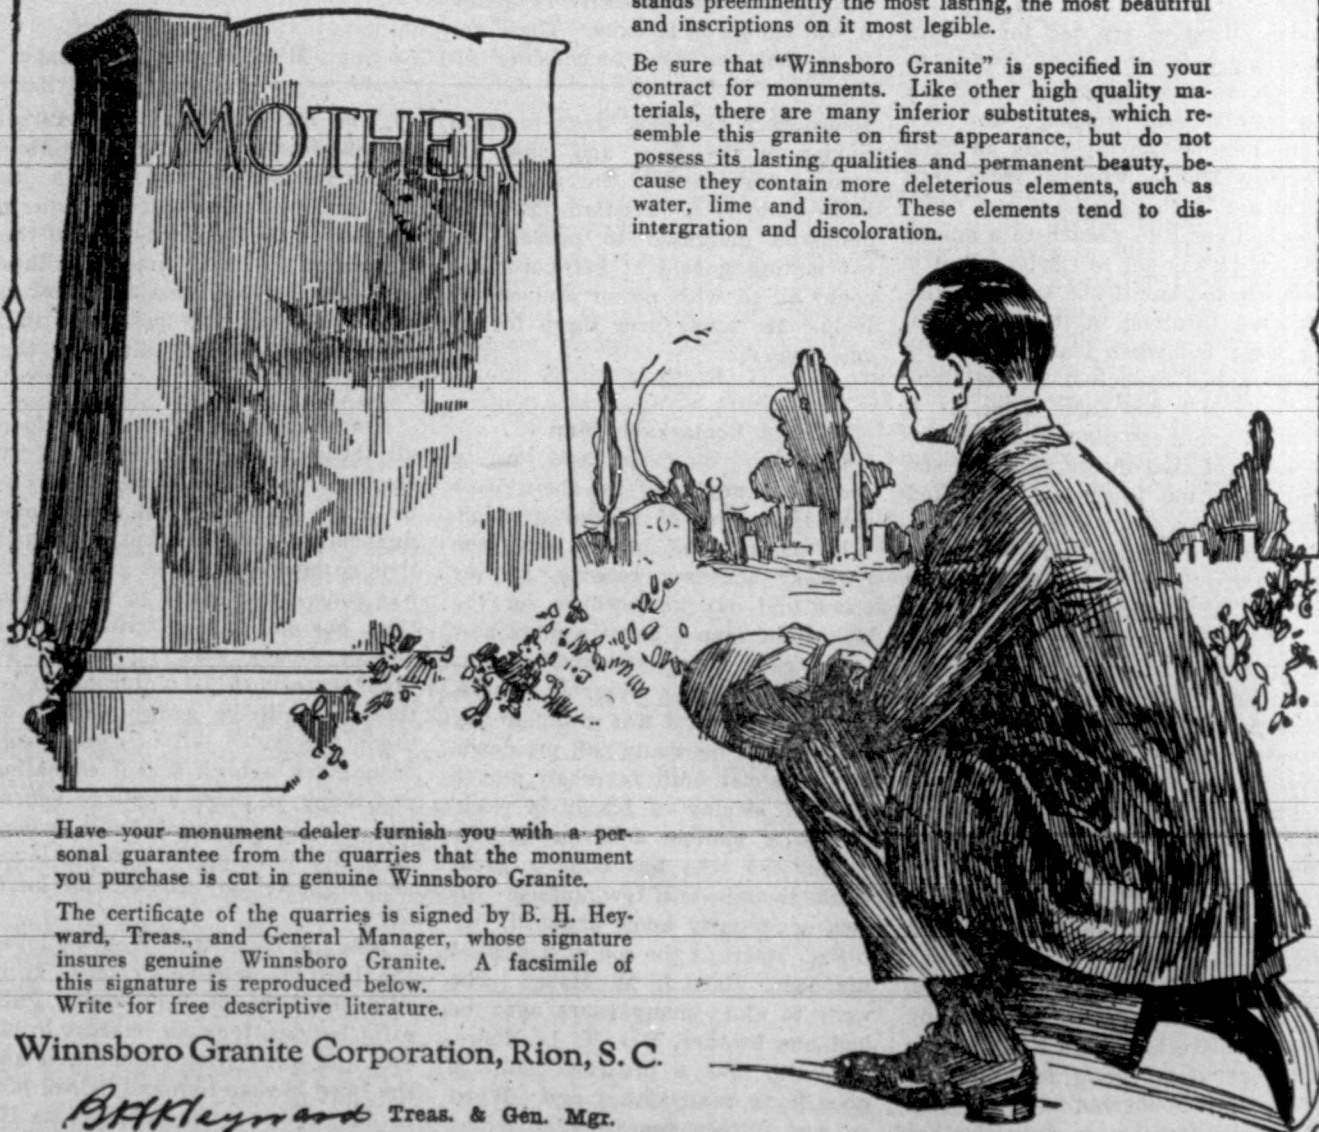 stands preeminently the most lasting, the most beautiful
and inscriptions on it most legible.
Be sure that “Winnsboro Granite” is specified in your
contract for monuments. Like other high quality ma-
terials, there are many inferior substitutes, which re-
semble this granite on first appearance, but do not
possess its lasting qualities and permanent beauty, be-
cause they contain more deleterious elements, such as
water, lime and iron. These elements tend to dis-
intergration and discoloration.
MOTHER
Have your monument dealer furnish you with a per-
sonal guarantee from the quarries that the monument
you purchase is cut in genuine Winnsboro Granite.
The certificate of the quarries is signed by B. H. Hey-
ward, Treas., and General Manager, whose signature
insures genuine Winnsboro Granite. A facsimile of
this signature is reproduced below.
Write for free descriptive literature.
Winnsboro Granite Corporation, Rion, S. C.
B H Heyward Treas. & Gen. Mgr.